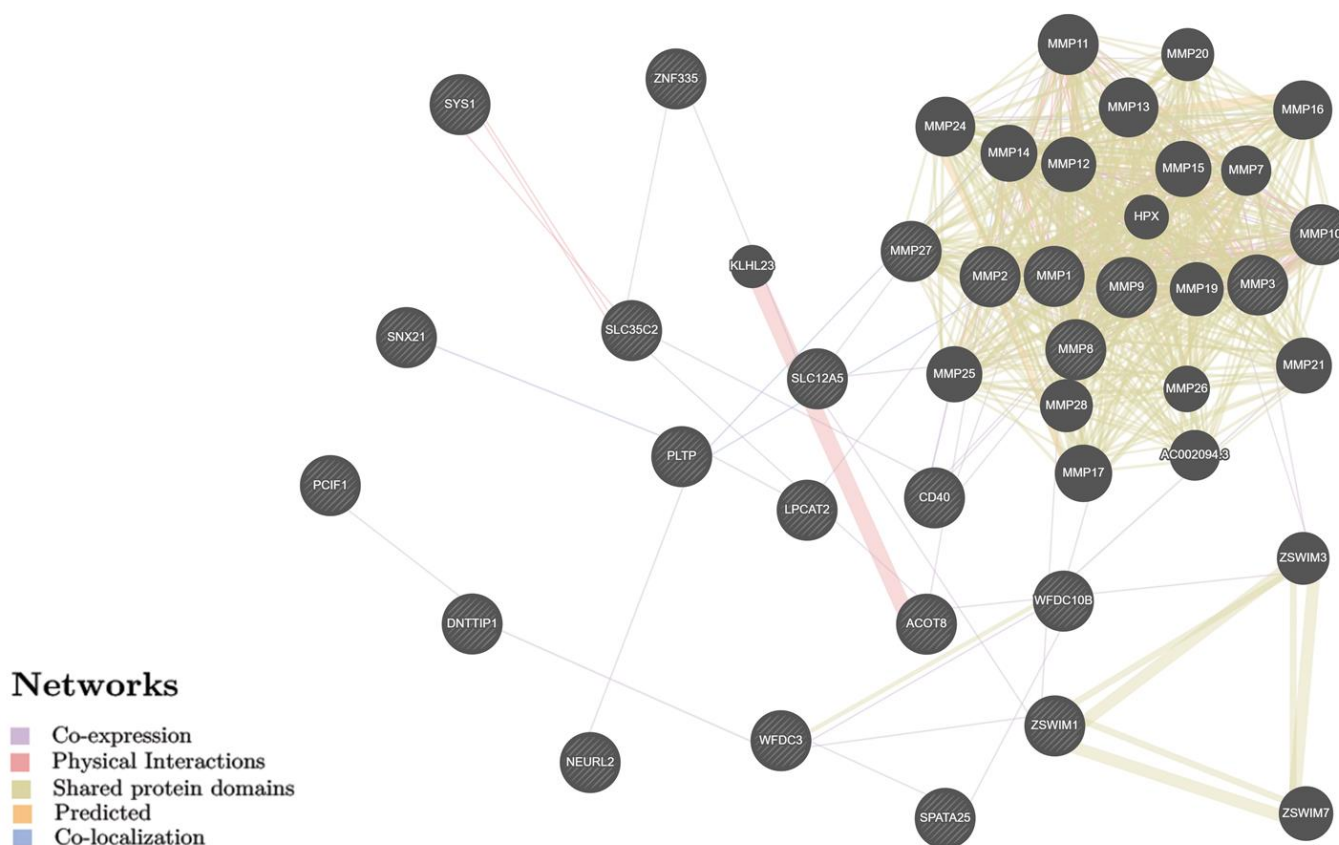 MMP11
MMP20
ZNF335
SYS1
MMP13
MMP16
MMP24
MMP14
MMP12
MMP15
MMP7
HPX
MMP10
MMP27
KLHL23
MMP2
MMP1
MMP9
MMP19
MMP3
SLC35C2
SNX21
MMP8
SLC12A5
MMP25
MMP21
MMP26
MMP28
PLTP
AC002094.3
MMP17
PCIF1
CD40
LPCAT2
ZSWIM3
WFDC10B
DNTTIP1
ACOT8
Networks
ZSWIM1
Co-expression
WFDC3
Physical Interactions
NEURL2
Shared protein domains
Predicted
ZSWIM7
SPATA25
Co-localization